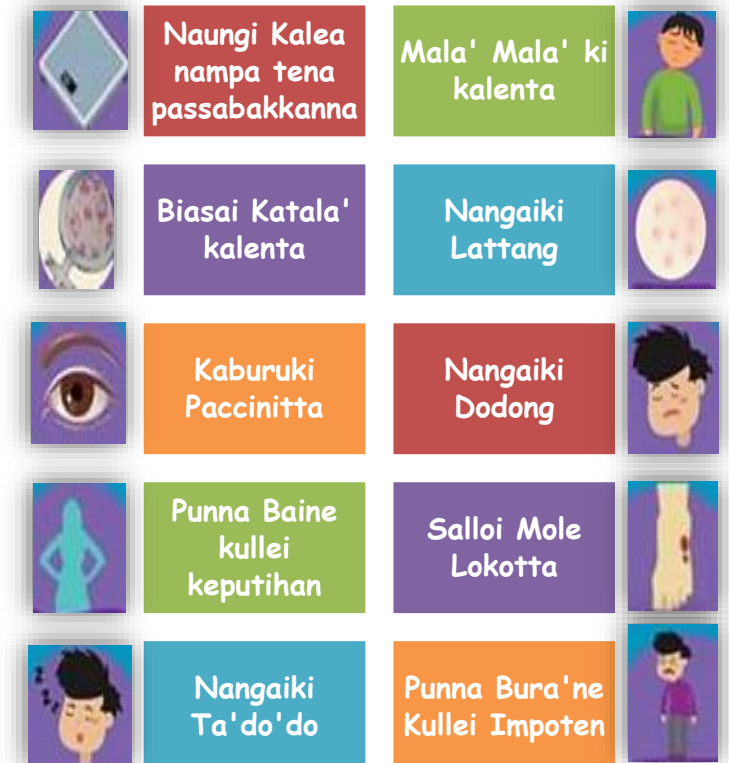 Naungi Kalea
nampa tena
passabakkanna
Mala' Mala' ki
kalenta
Biasai Katala'
kalenta
Nangaiki
Lattang
Kaburuki
Paccinitta
Nangaiki
Dodong
Punna Baine
kullei
keputihan
Salloi Mole
Lokotta
Nangaiki
Ta'do'do
Punna Bura'ne
Kullei Impoten